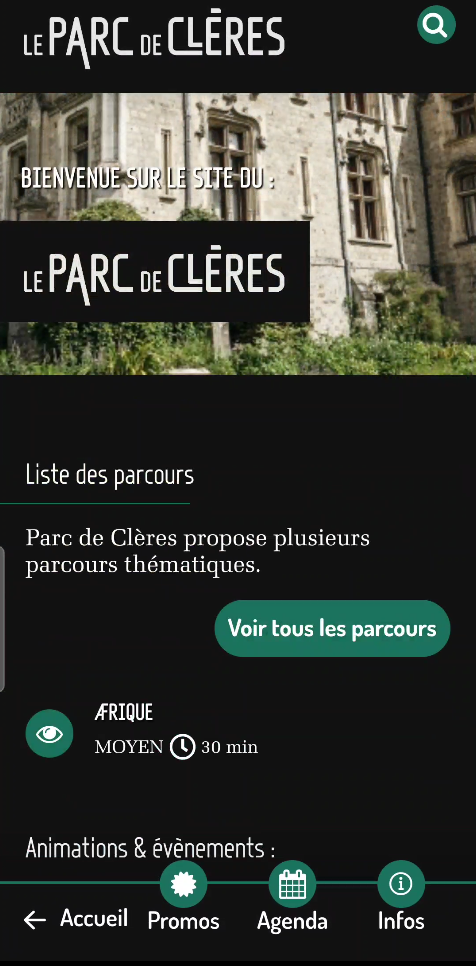 LE PARC DE CLÈRES
BIENVENUE SUR LE SITE DU :
LE PARC DE CLÈRES
Liste des parcours
Parc de Clères propose plusieurs
parcours thématiques.
Voir tous les parcours
AFRIQUE
MOYEN 30 min
Animations & évènements :
Accueil Promos Agenda Infos